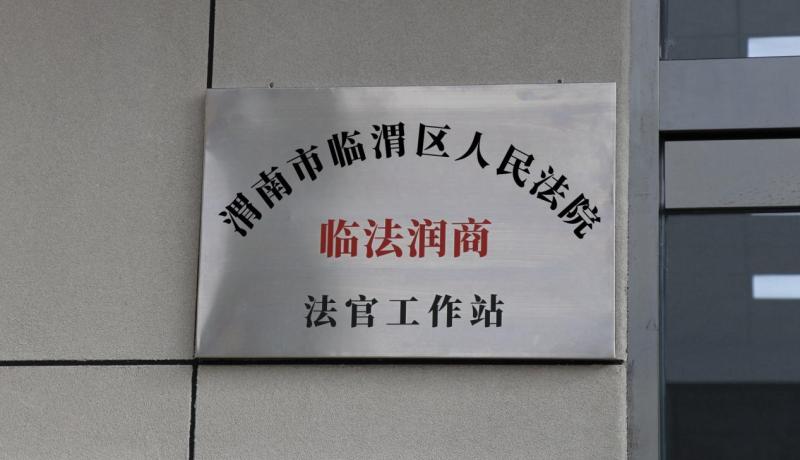 渭南市临渭区人民法院
临法润商
法官工作站